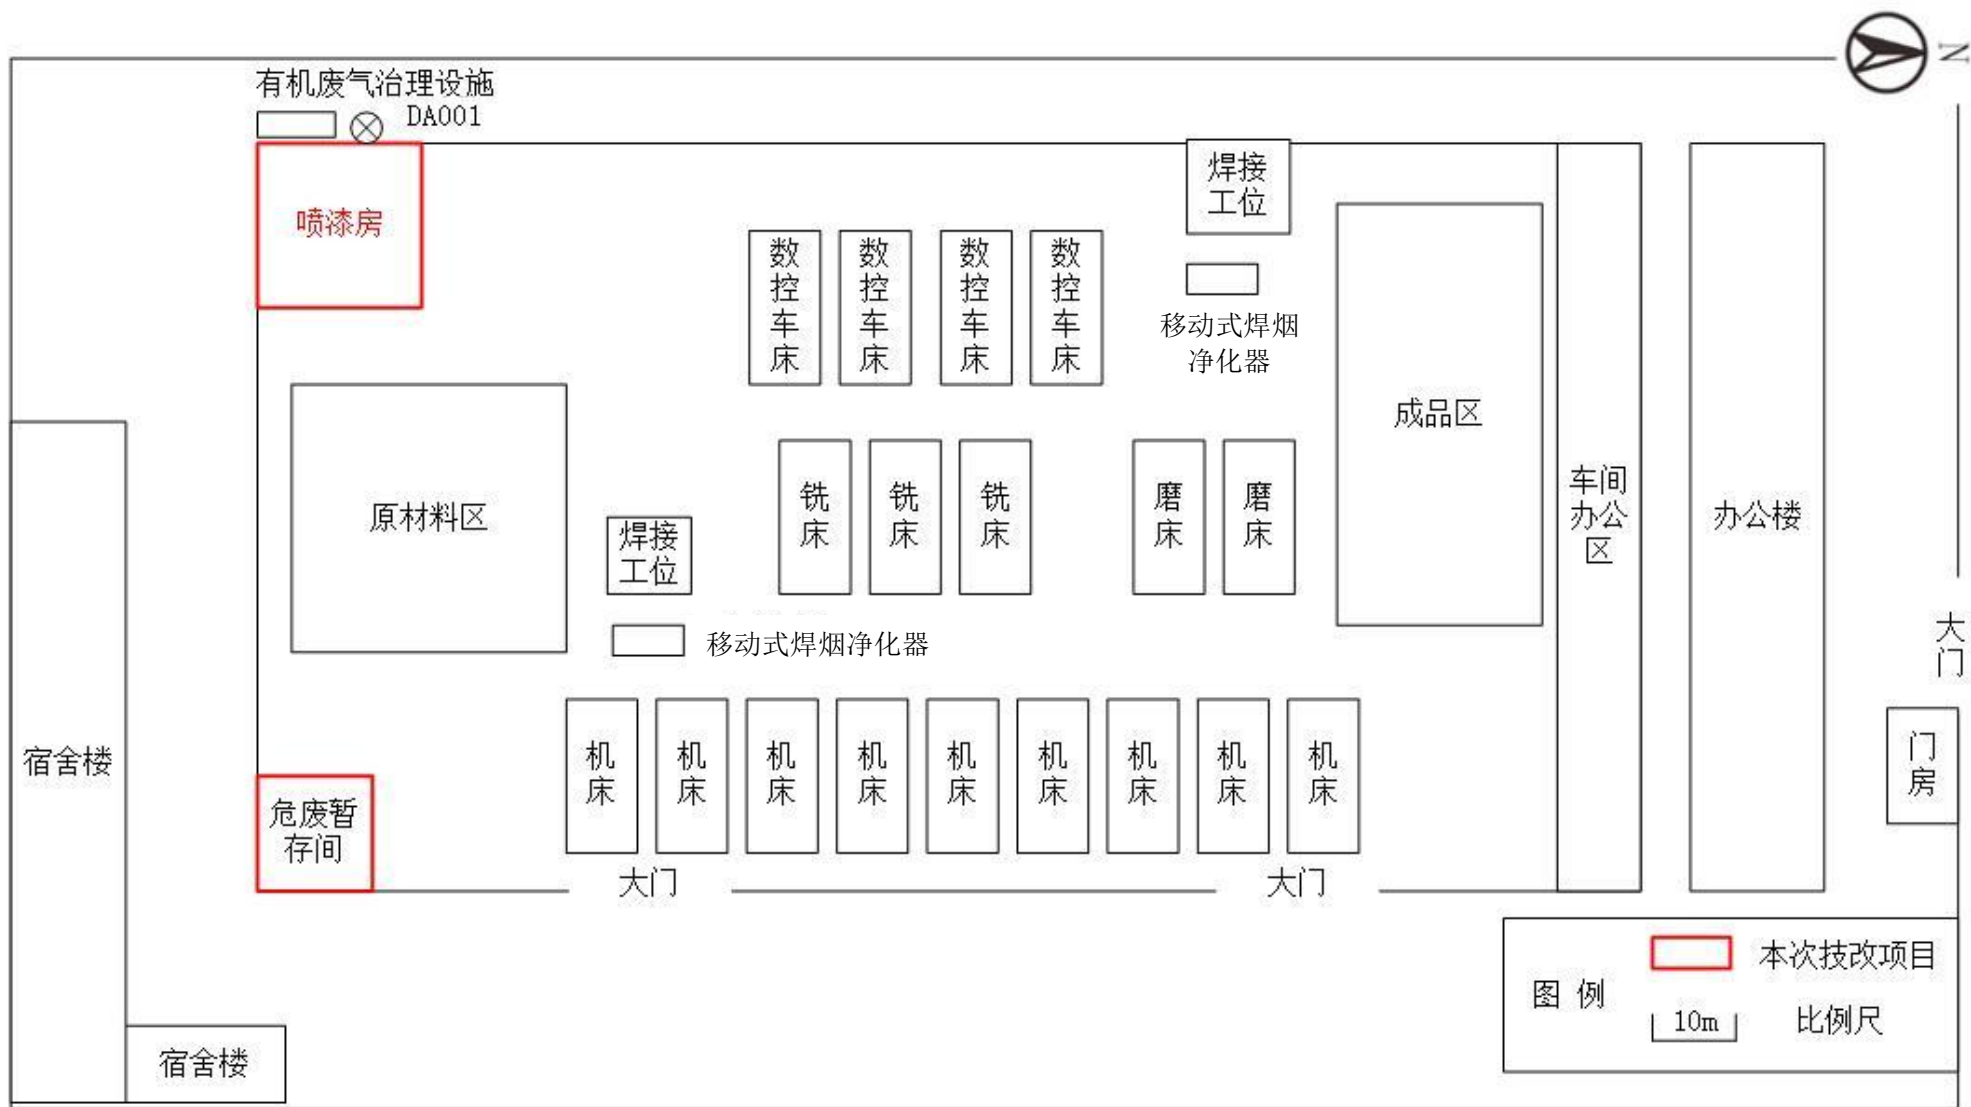 N
有机废气治理设施
DA001
喷漆房
焊接
工位
数控车床
数控车床
数控车床
数控车床
移动式焊烟
净化器
成品区
原材料区
焊接
工位
铣床
铣床
铣床
磨床
磨床
车间
办公
区
办公楼
移动式焊烟净化器
大门
宿舍楼
机床
机床
机床
机床
机床
机床
机床
机床
机床
门房
危废暂
存间
大门
大门
本次技改项目
图 例
10m
比例尺
宿舍楼